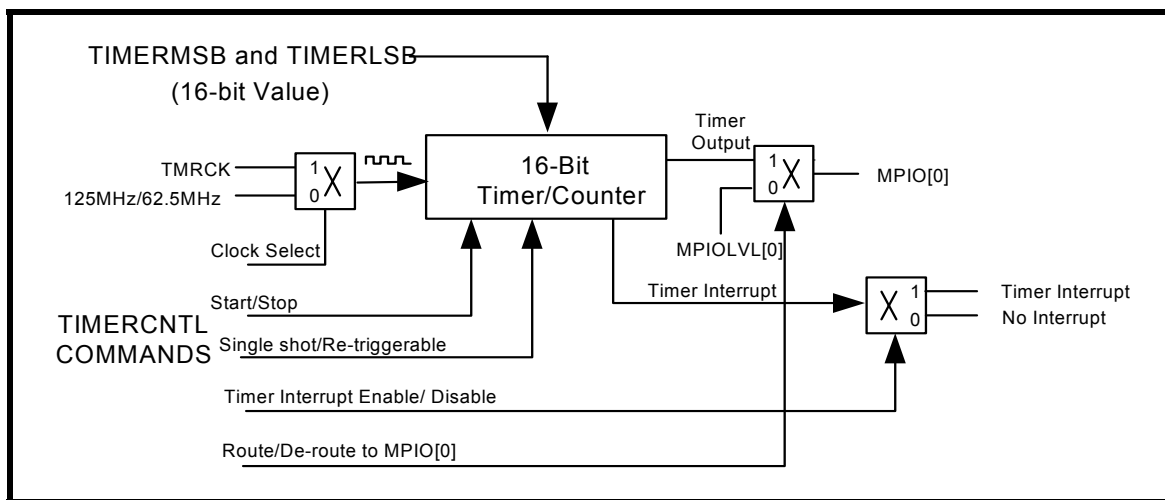 TIMERMSB and TIMERLSB
(16-bit Value)
Timer
Output
TMRCK
1
X
0
125MHz/62.5MHz
16-Bit
Timer/Counter
1
X
0
MPIO[0]
Clock Select
MPIOLVL[0]
Timer Interrupt
X
1
0
Timer Interrupt
No Interrupt
Start/Stop
TIMERCNTL
COMMANDS
Single shot/Re-triggerable
Timer Interrupt Enable/ Disable
Route/De-route to MPIO[0]